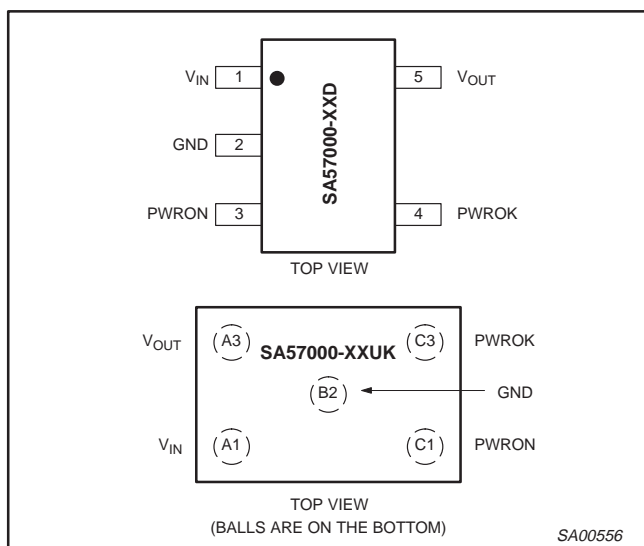 V_IN 1 5 V_OUT
SA57000-XXD
GND 2
PWRON 3 4 PWROK
TOP VIEW
V_OUT A3 SA57000-XXUK C3 PWROK
B2 GND
V_IN A1 C1 PWRON
TOP VIEW
(BALLS ARE ON THE BOTTOM)
SA00556